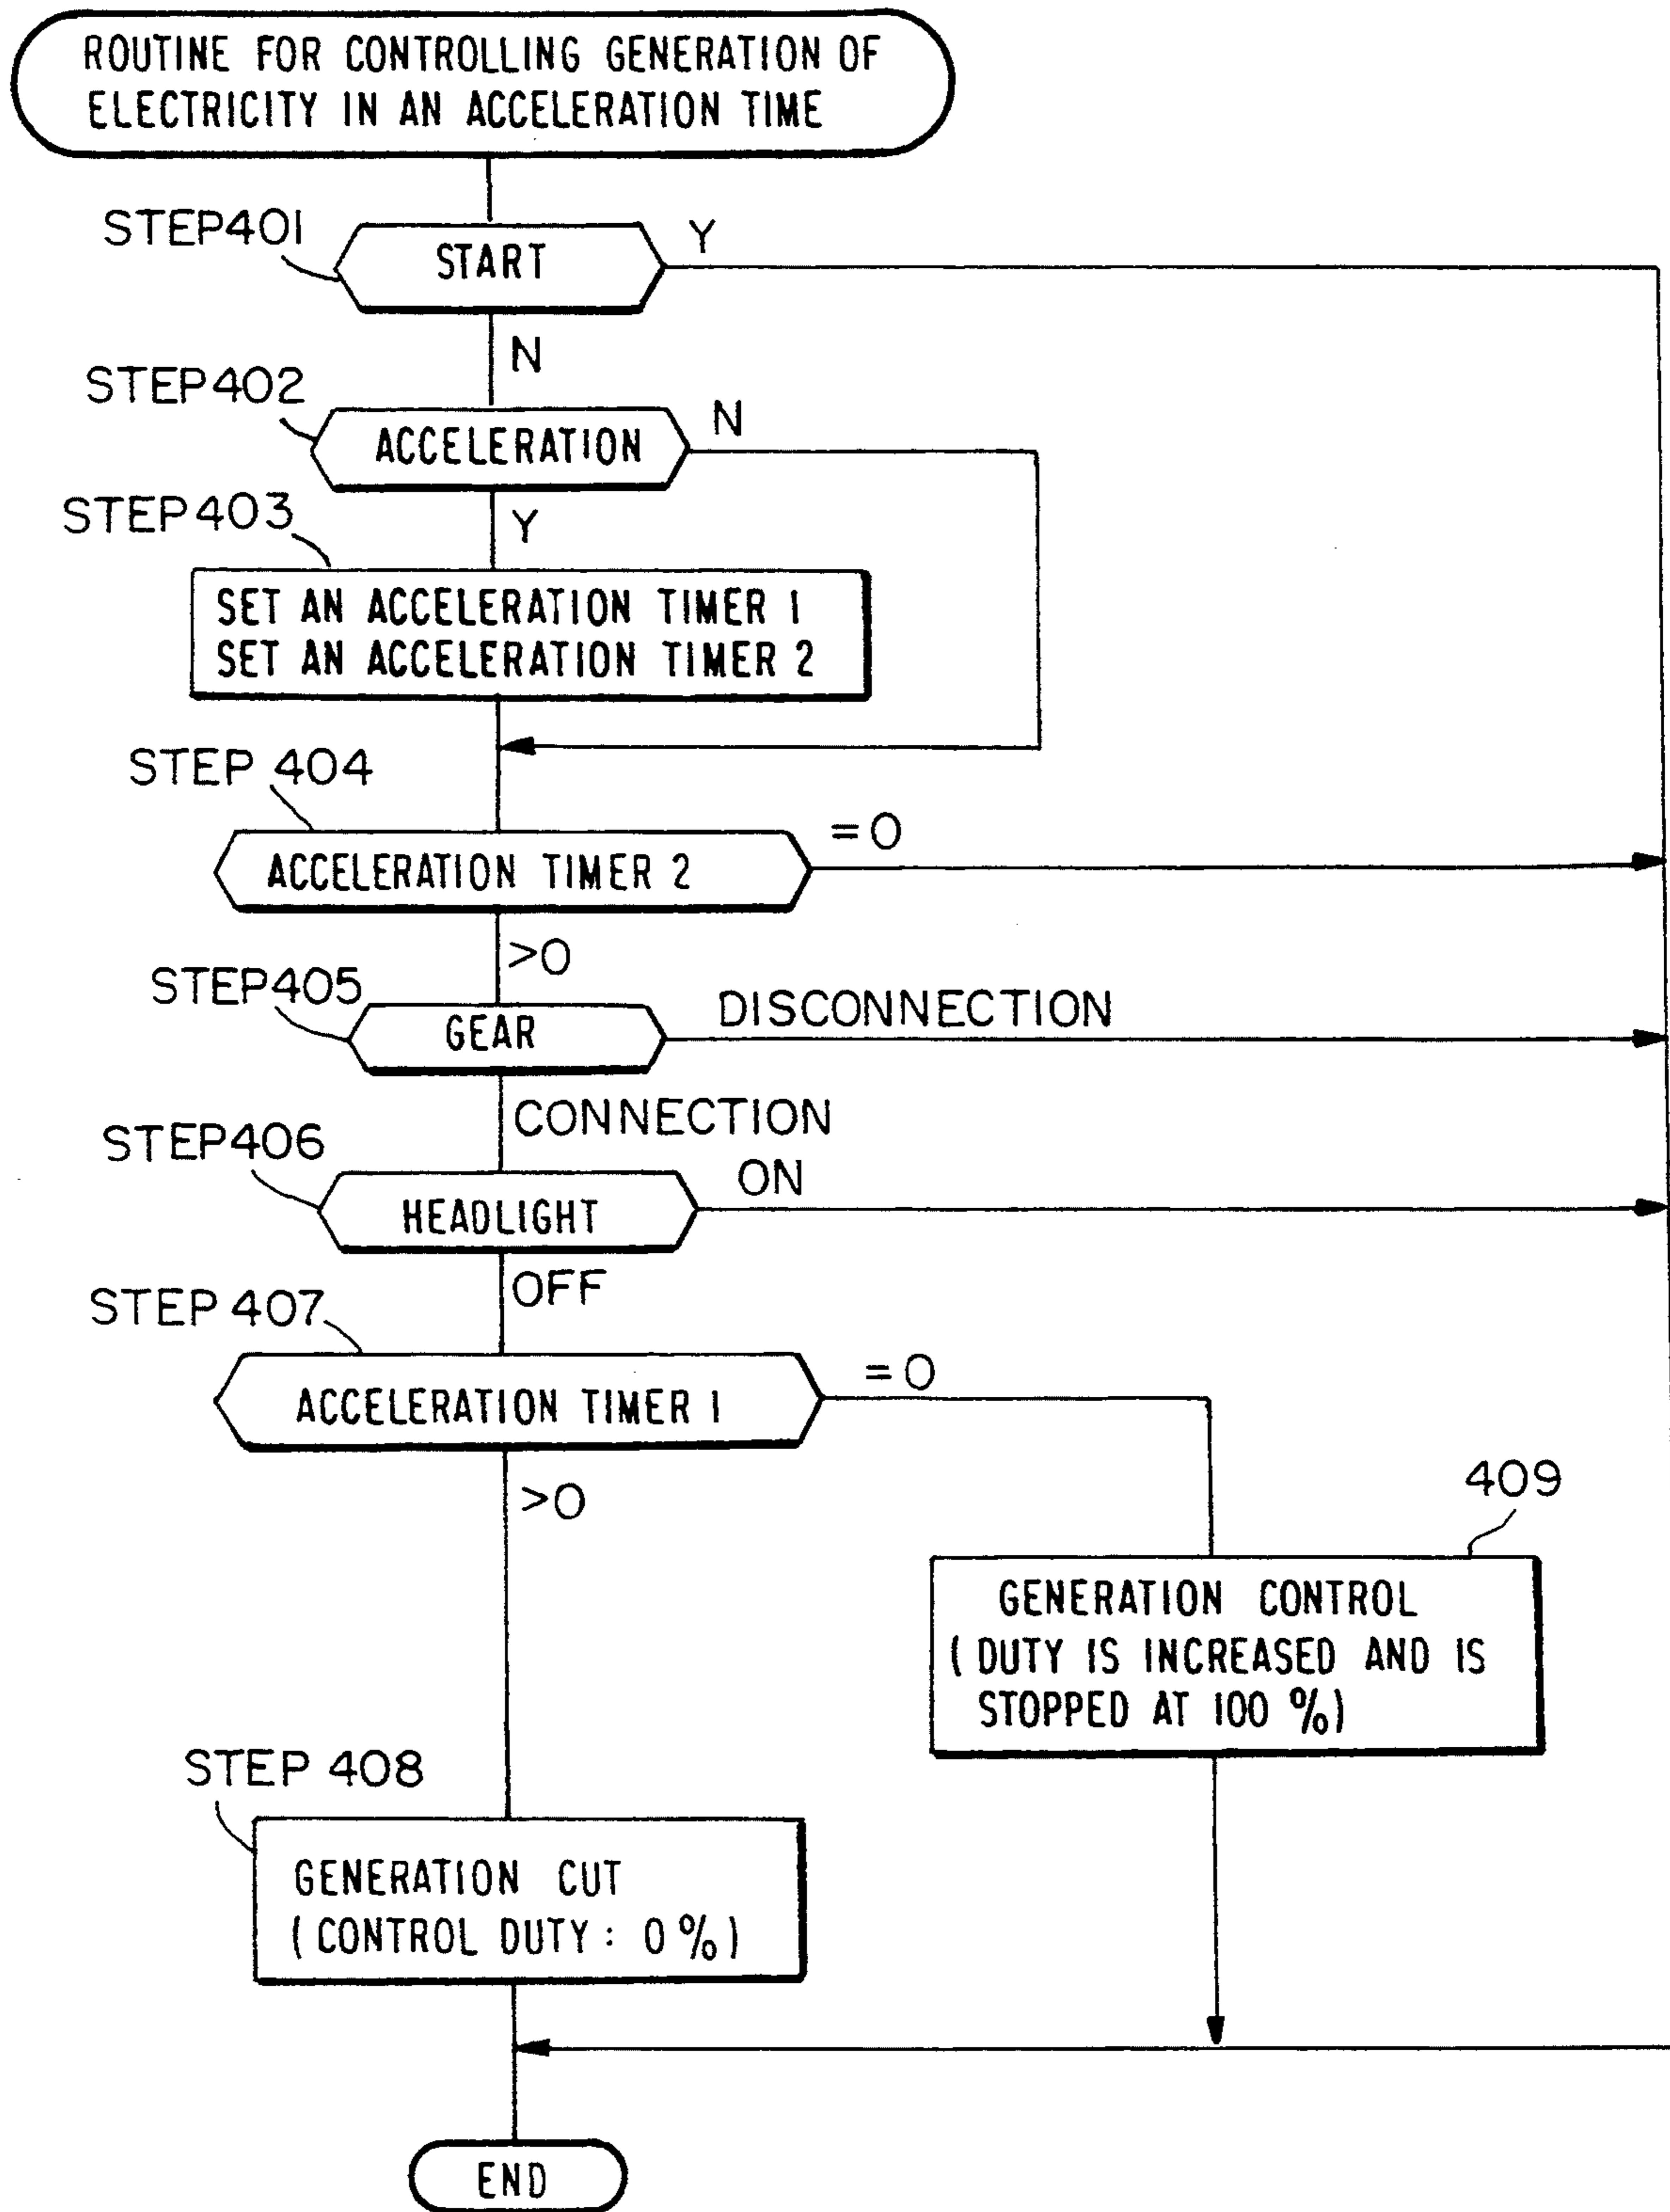 ROUTINE FOR CONTROLLING GENERATION OF
ELECTRICITY IN AN ACCELERATION TIME
STEP401
START
Y
N
STEP402
ACCELERATION
N
Y
STEP403
SET AN ACCELERATION TIMER 1
SET AN ACCELERATION TIMER 2
STEP 404
ACCELERATION TIMER 2
=0
>0
STEP405
GEAR
DISCONNECTION
CONNECTION
STEP406
HEADLIGHT
ON
OFF
STEP 407
ACCELERATION TIMER 1
=0
>0
409
GENERATION CONTROL
(DUTY IS INCREASED AND IS
STOPPED AT 100 %)
STEP 408
GENERATION CUT
(CONTROL DUTY: 0%)
END